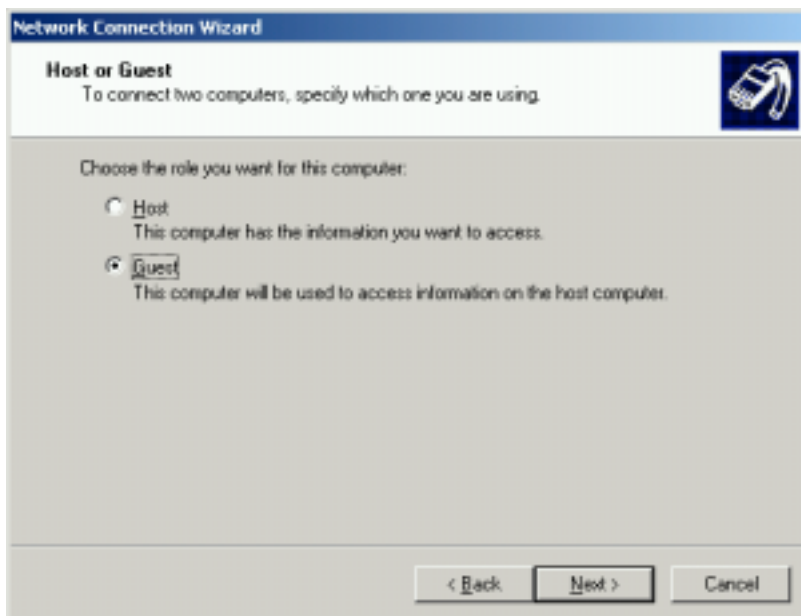 Network Connection Wizard
Host or Guest
To connect two computers, specify which one you are using.
Choose the role you want for this computer:
Host
This computer has the information you want to access.
Guest
This computer will be used to access information on the host computer.
< Back
Next >
Cancel